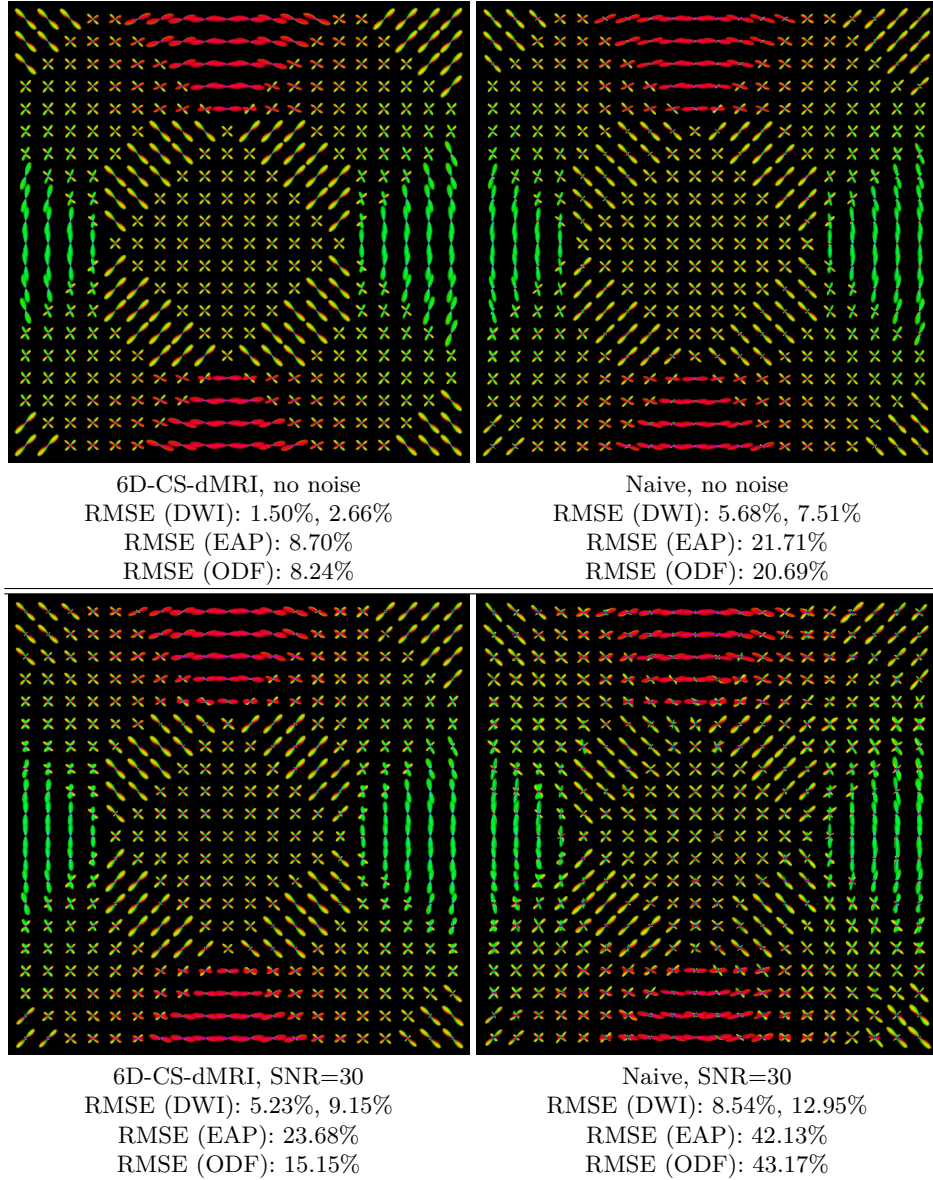 6D-CS-dMRI, no noise
RMSE (DWI): 1.50%, 2.66%
RMSE (EAP): 8.70%
RMSE (ODF): 8.24%
Naive, no noise
RMSE (DWI): 5.68%, 7.51%
RMSE (EAP): 21.71%
RMSE (ODF): 20.69%
6D-CS-dMRI, SNR=30
RMSE (DWI): 5.23%, 9.15%
RMSE (EAP): 23.68%
RMSE (ODF): 15.15%
Naive, SNR=30
RMSE (DWI): 8.54%, 12.95%
RMSE (EAP): 42.13%
RMSE (ODF): 43.17%